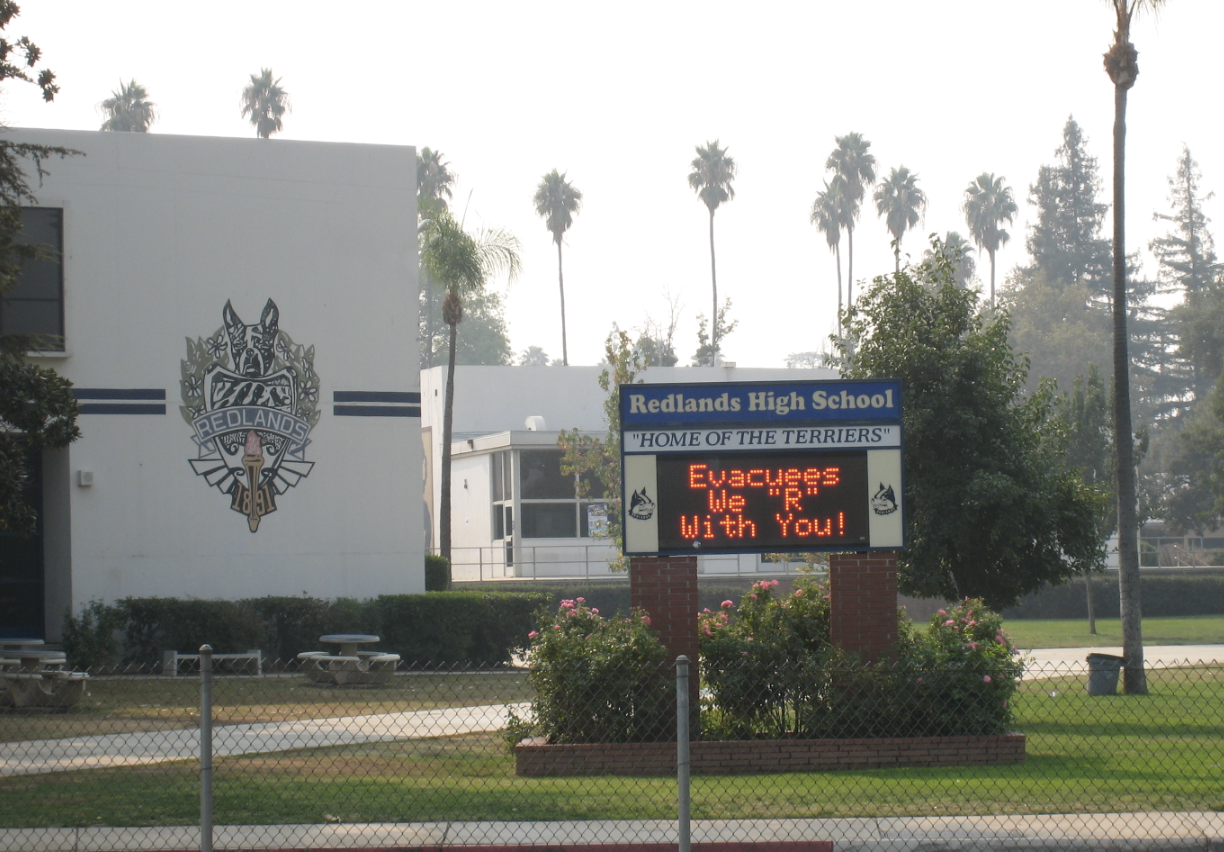 REDLANDS
1891
Redlands High School
"HOME OF THE TERRIERS"
Evacuees
We "R"
With You!